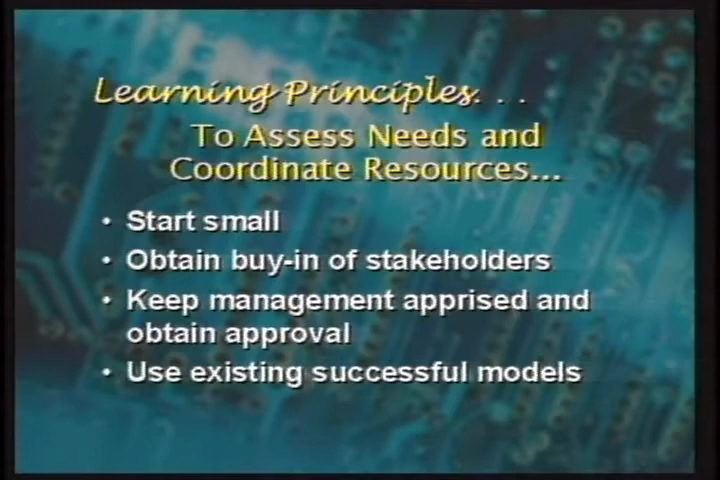 Learning Principles. . .
To Assess Needs and
Coordinate Resources...
• Start small
• Obtain buy-in of stakeholders
• Keep management apprised and
obtain approval
• Use existing successful models